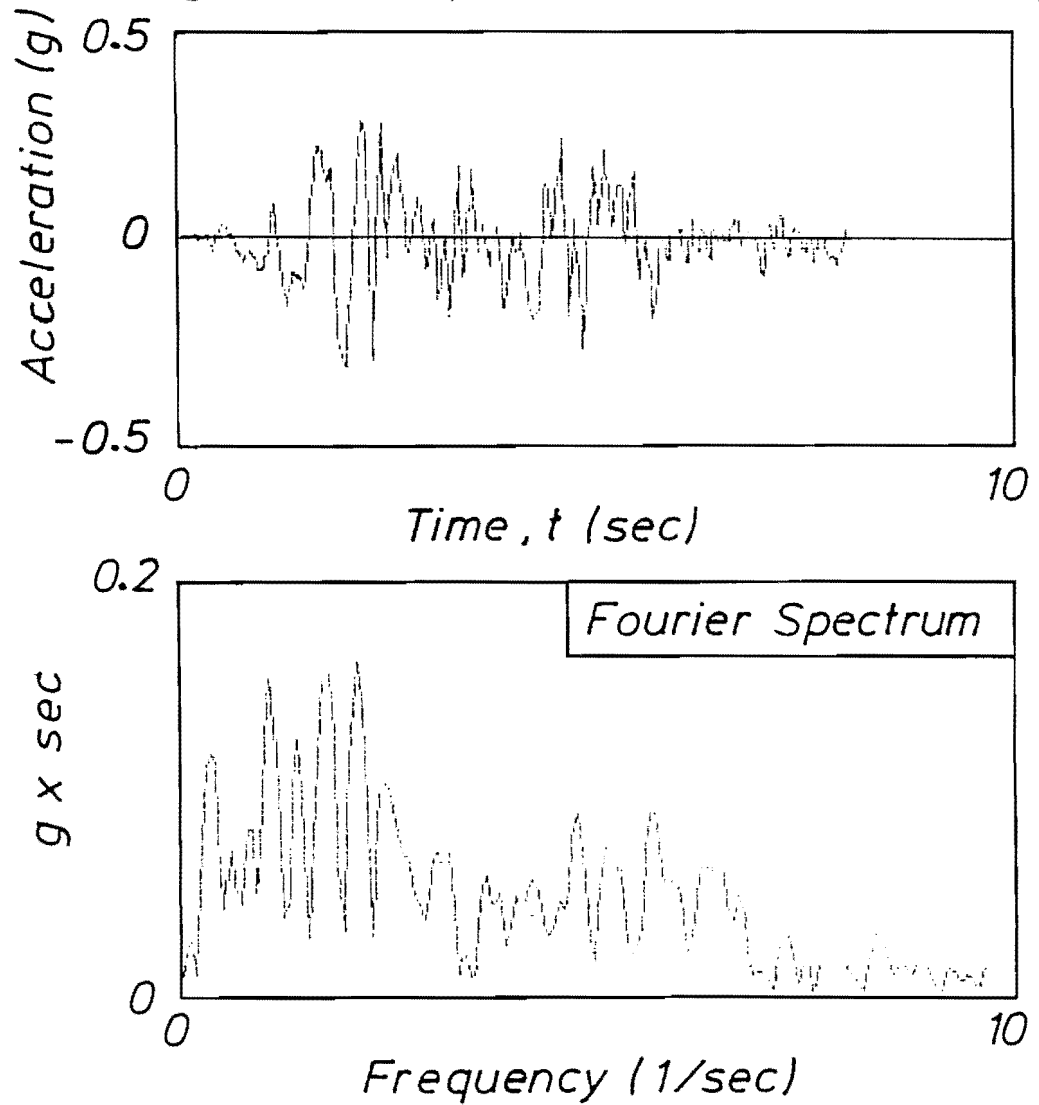 0.5
Acceleration (g)
0
-0.5
0
10
Time, t (sec)
0.2
Fourier Spectrum
g x sec
0
0
10
Frequency (1/sec)